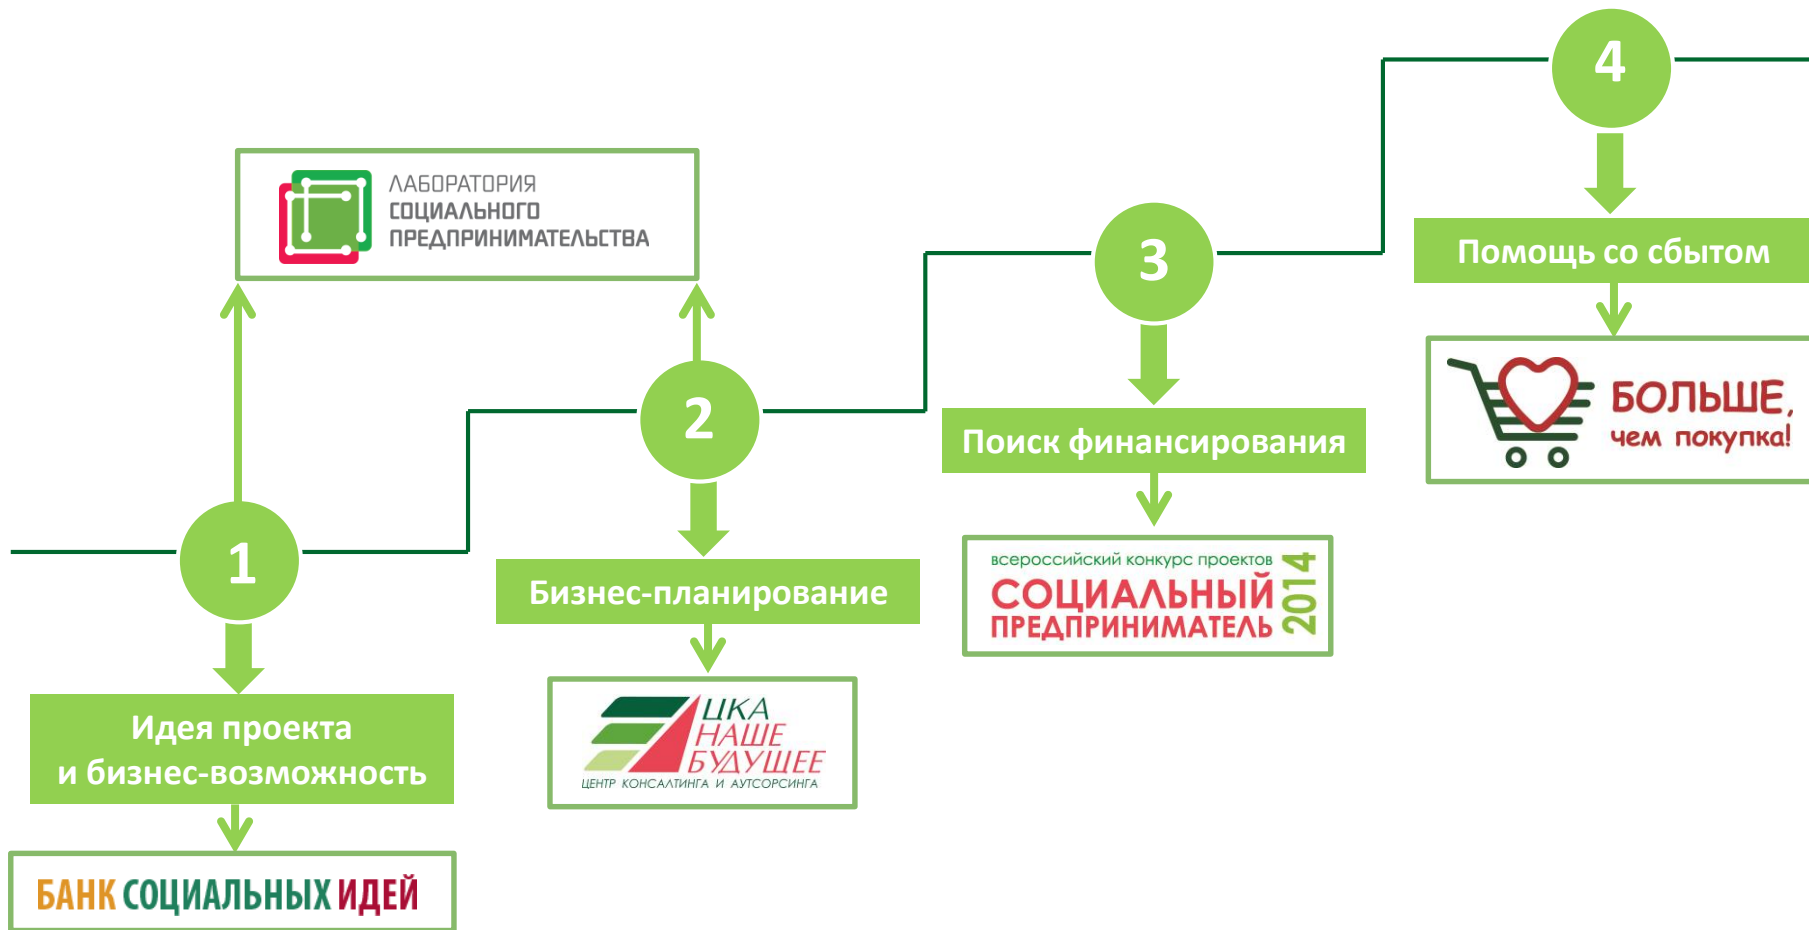 ЛАБОРАТОРИЯ
СОЦИАЛЬНОГО
ПРЕДПРИНИМАТЕЛЬСТВА
1
Идея проекта
и бизнес-возможность
БАНК СОЦИАЛЬНЫХ ИДЕЙ
2
Бизнес-планирование
ЦКА
НАШЕ
БУДУЩЕЕ
ЦЕНТР КОНСАЛТИНГА И АУТСОРСИНГА
3
Поиск финансирования
всероссийский конкурс проектов
СОЦИАЛЬНЫЙ
ПРЕДПРИНИМАТЕЛЬ
2014
4
Помощь со сбытом
БОЛЬШЕ,
чем покупка!